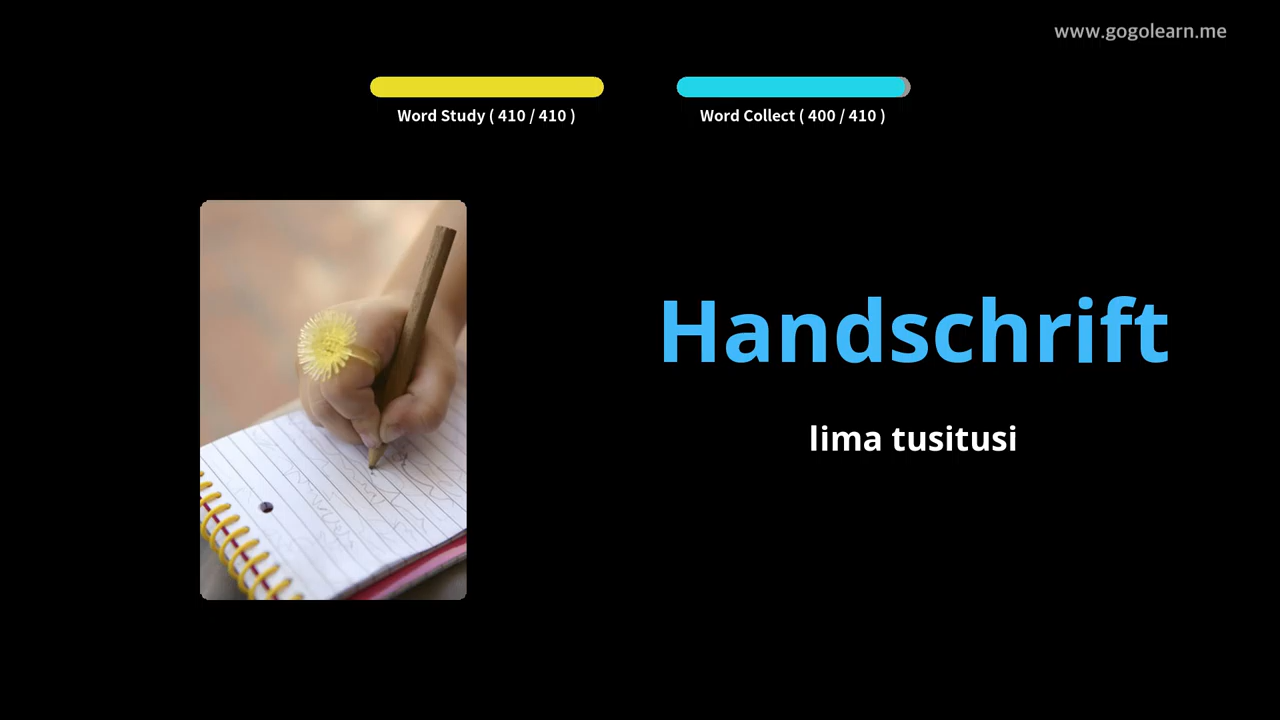 www.gogolearn.me
Word Study ( 410 / 410 )
Word Collect ( 400 / 410 )
Handschrift
lima tusitusi